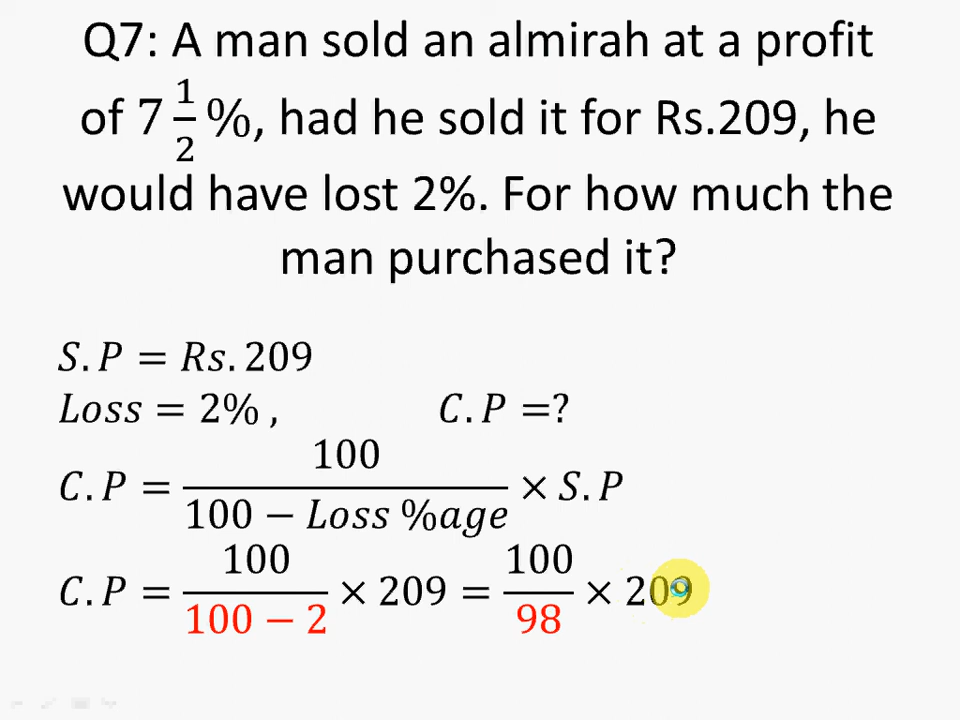 Q7: A man sold an almirah at a profit
of 7 1/2 %, had he sold it for Rs.209, he
would have lost 2%. For how much the
man purchased it?
S.P = Rs.209
Loss = 2% , C.P =?
C.P = 100/(100 − Loss %age) × S.P
C.P = 100/(100 − 2) × 209 = 100/98 × 209